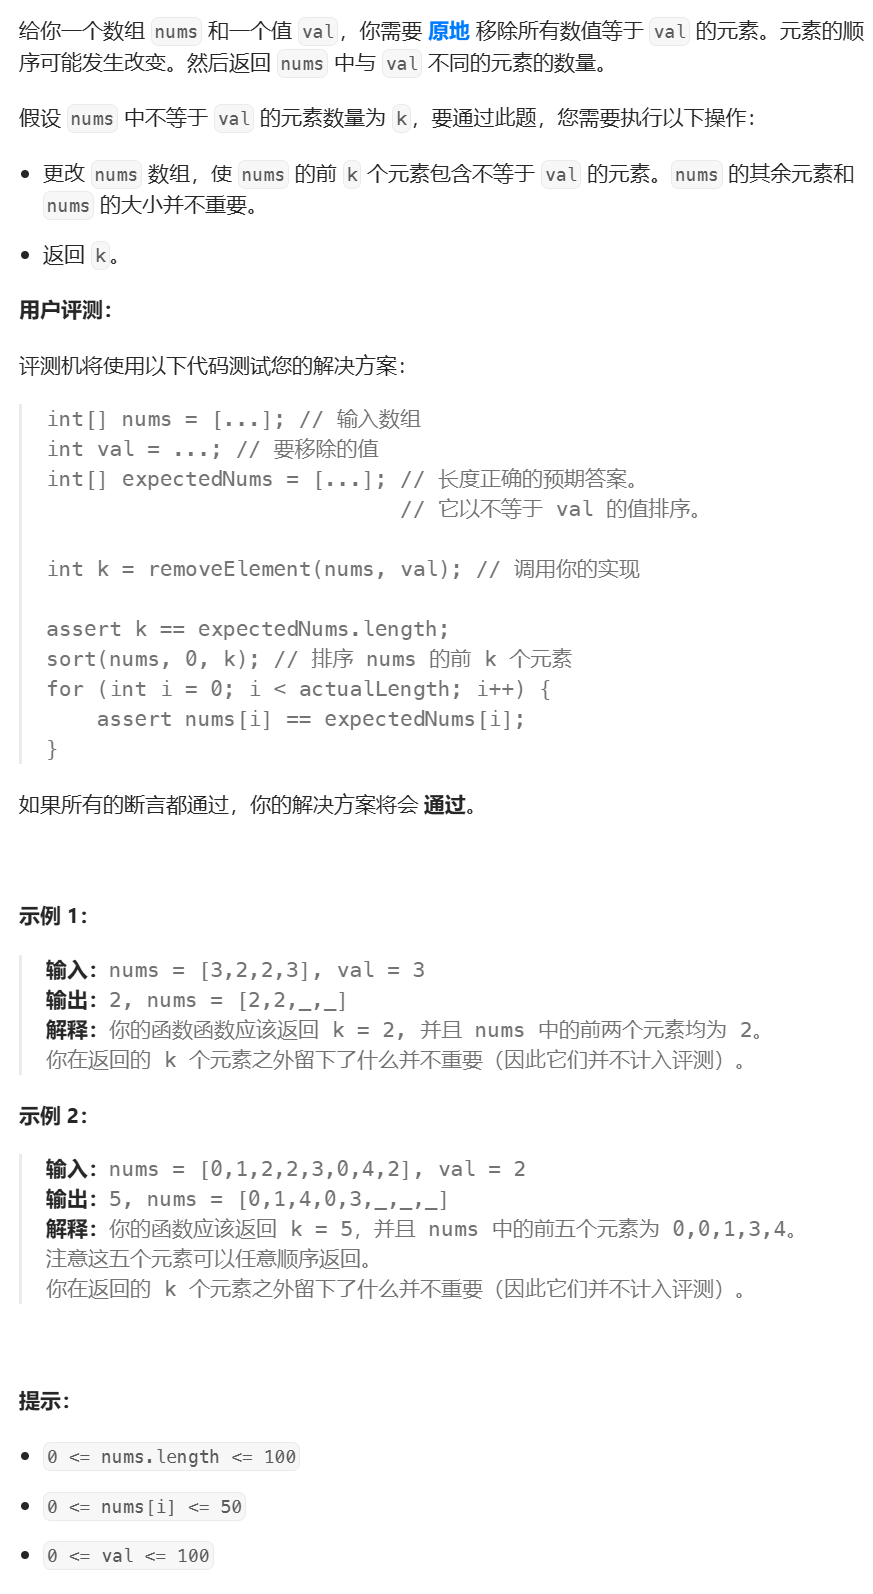 给你一个数组 nums 和一个值 val，你需要 原地 移除所有数值等于 val 的元素。元素的顺
序可能发生改变。然后返回 nums 中与 val 不同的元素的数量。
假设 nums 中不等于 val 的元素数量为 k，要通过此题，您需要执行以下操作：
• 更改 nums 数组，使 nums 的前 k 个元素包含不等于 val 的元素。nums 的其余元素和
nums 的大小并不重要。
• 返回 k。
用户评测：
评测机将使用以下代码测试您的解决方案：
int[] nums = [...]; // 输入数组
int val = ...; // 要移除的值
int[] expectedNums = [...]; // 长度正确的预期答案。
                            // 它以不等于 val 的值排序。
int k = removeElement(nums, val); // 调用你的实现
assert k == expectedNums.length;
sort(nums, 0, k); // 排序 nums 的前 k 个元素
for (int i = 0; i < actualLength; i++) {
    assert nums[i] == expectedNums[i];
}
如果所有的断言都通过，你的解决方案将会 通过。
示例 1：
输入：nums = [3,2,2,3], val = 3
输出：2, nums = [2,2,_,_]
解释：你的函数函数应该返回 k = 2, 并且 nums 中的前两个元素均为 2。
你在返回的 k 个元素之外留下了什么并不重要（因此它们并不计入评测）。
示例 2：
输入：nums = [0,1,2,2,3,0,4,2], val = 2
输出：5, nums = [0,1,4,0,3,_,_,_]
解释：你的函数应该返回 k = 5，并且 nums 中的前五个元素为 0,0,1,3,4。
注意这五个元素可以任意顺序返回。
你在返回的 k 个元素之外留下了什么并不重要（因此它们并不计入评测）。
提示：
• 0 <= nums.length <= 100
• 0 <= nums[i] <= 50
• 0 <= val <= 100